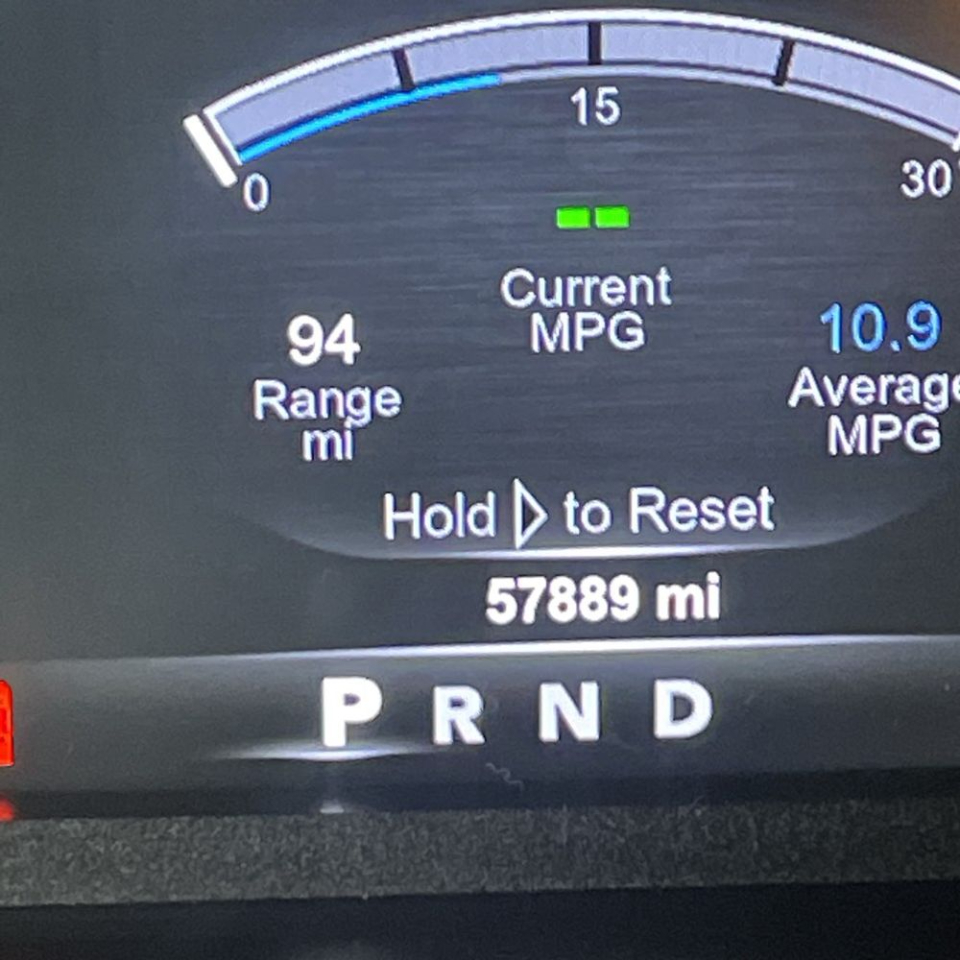 15
0
30
Current
MPG
94
Range
mi
10.9
Average
MPG
Hold to Reset
57889 mi
P R N D